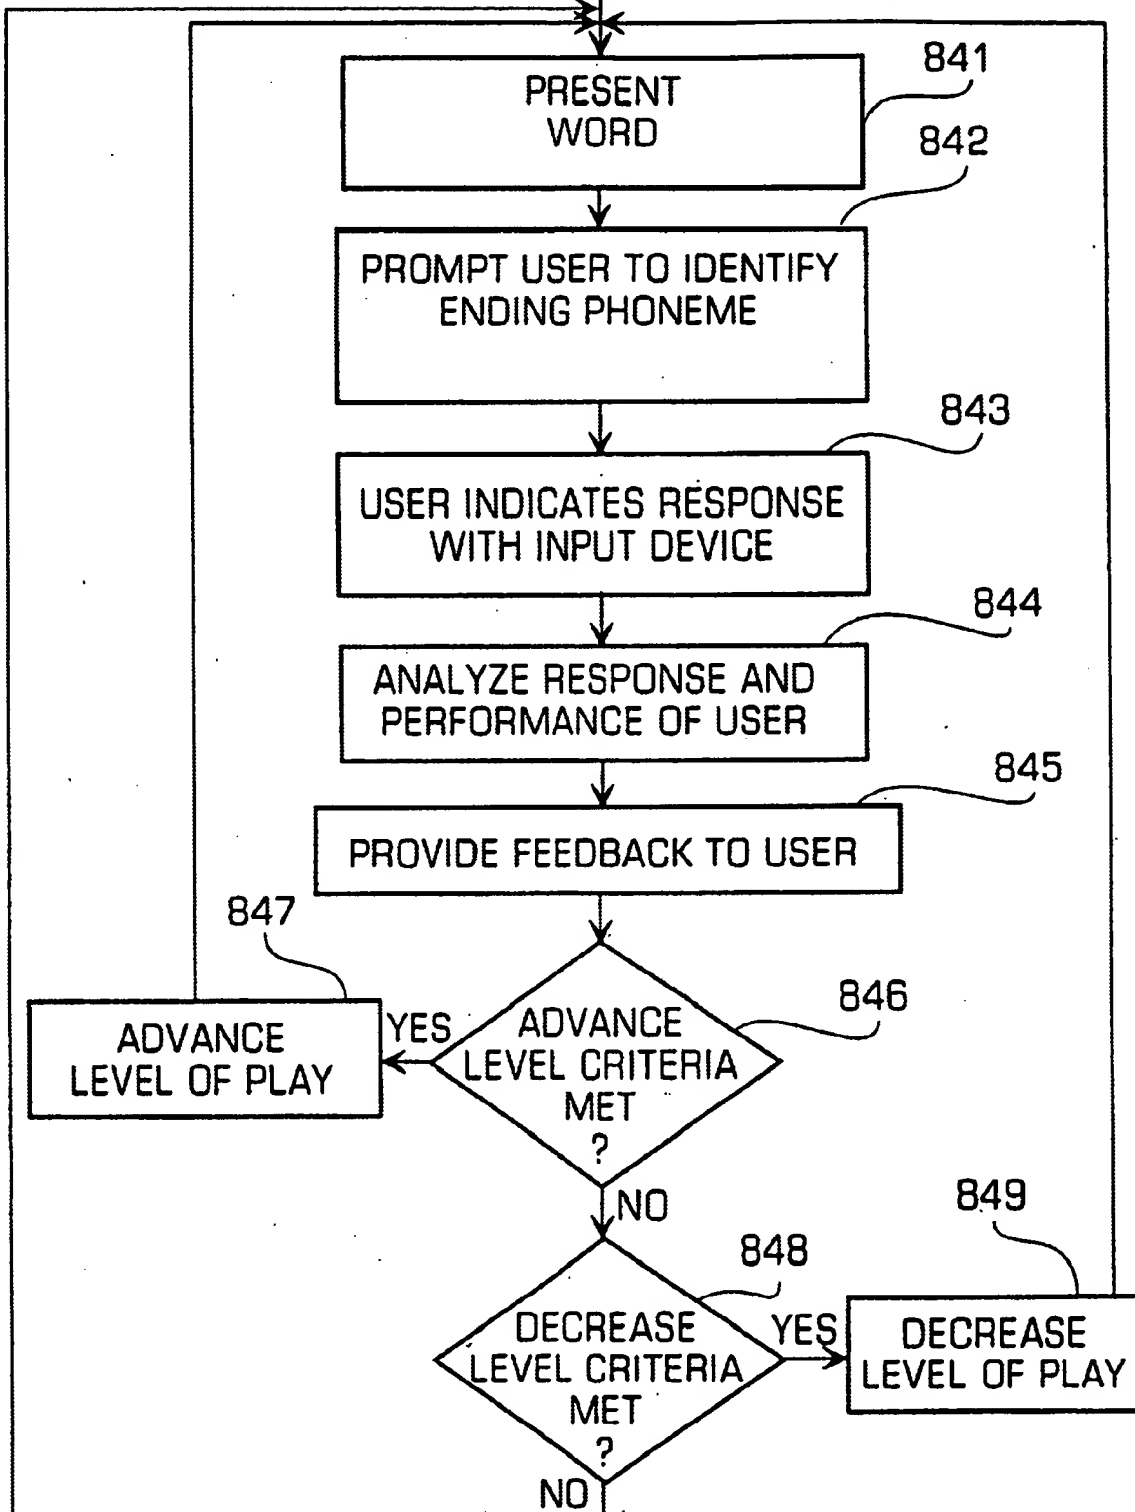 841
PRESENT
WORD
842
PROMPT USER TO IDENTIFY
ENDING PHONEME
843
USER INDICATES RESPONSE
WITH INPUT DEVICE
844
ANALYZE RESPONSE AND
PERFORMANCE OF USER
845
PROVIDE FEEDBACK TO USER
847
846
ADVANCE
LEVEL OF PLAY
YES
ADVANCE
LEVEL CRITERIA
MET
?
NO
849
848
DECREASE
LEVEL CRITERIA
MET
?
YES
DECREASE
LEVEL OF PLAY
NO